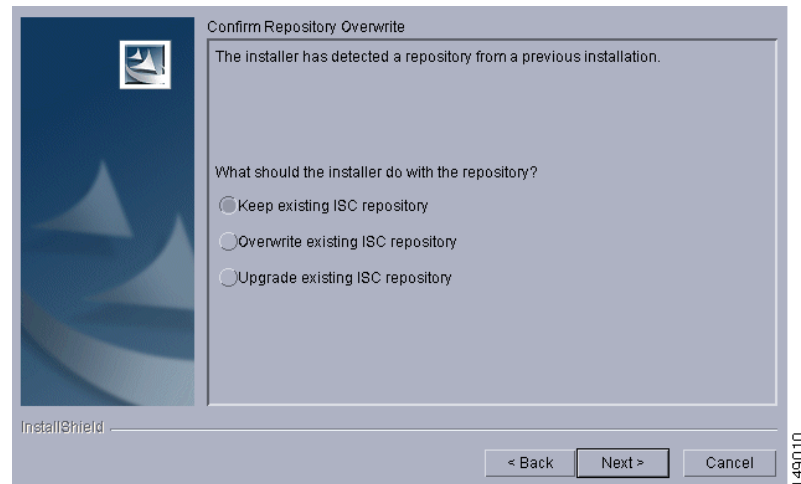 Confirm Repository Overwrite
The installer has detected a repository from a previous installation.
What should the installer do with the repository?
Keep existing ISC repository
Overwrite existing ISC repository
Upgrade existing ISC repository
InstallShield
< Back Next > Cancel
149010